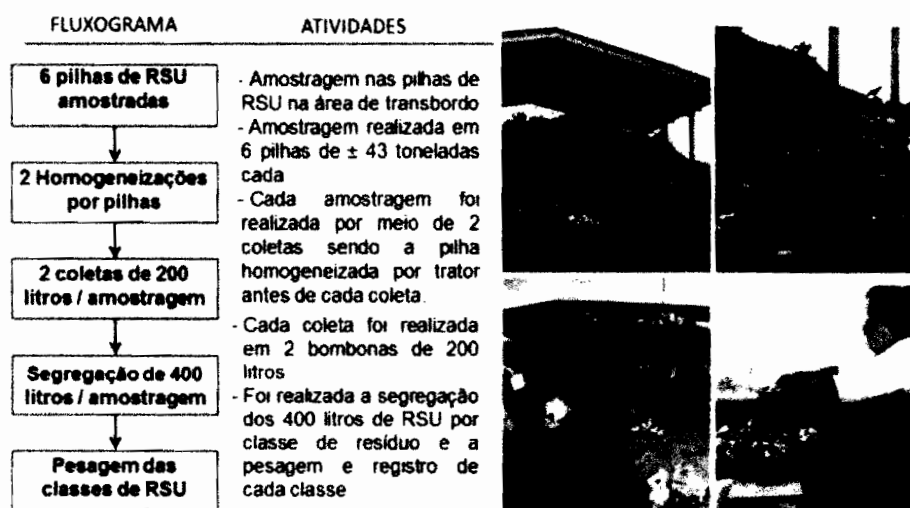 FLUXOGRAMA
6 pilhas de RSU
amostradas
2 Homogeneizações
por pilhas
2 coletas de 200
litros / amostragem
Segregação de 400
litros / amostragem
Pesagem das
classes de RSU
ATIVIDADES
- Amostragem nas pilhas de
RSU na área de transbordo
- Amostragem realizada em
6 pilhas de ± 43 toneladas
cada
- Cada amostragem foi
realizada por meio de 2
coletas sendo a pilha
homogeneizada por trator
antes de cada coleta.
- Cada coleta foi realizada
em 2 bombonas de 200
litros
- Foi realizada a segregação
dos 400 litros de RSU por
classe de resíduo e a
pesagem e registro de
cada classe